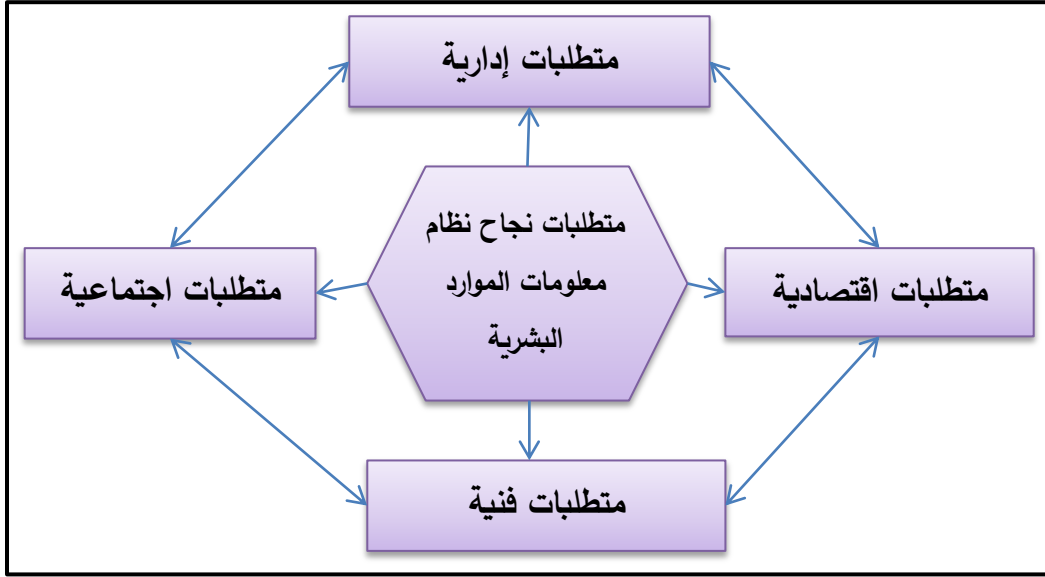 متطلبات إدارية
متطلبات نجاح نظام
معلومات الموارد
البشرية
متطلبات اقتصادية
متطلبات اجتماعية
متطلبات فنية